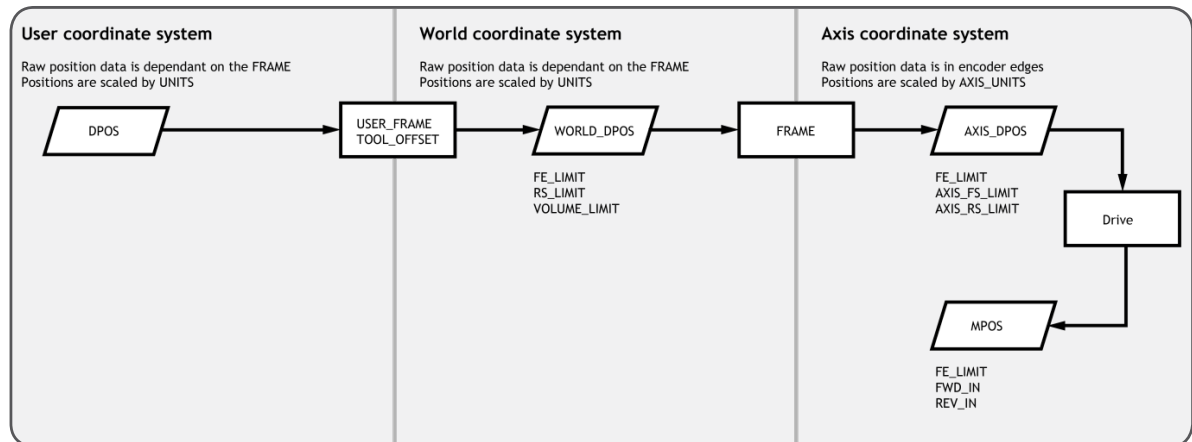 User coordinate system
Raw position data is dependant on the FRAME
Positions are scaled by UNITS
DPOS
USER_FRAME
TOOL_OFFSET
World coordinate system
Raw position data is dependant on the FRAME
Positions are scaled by UNITS
WORLD_DPOS
FE_LIMIT
RS_LIMIT
VOLUME_LIMIT
FRAME
Axis coordinate system
Raw position data is in encoder edges
Positions are scaled by AXIS_UNITS
AXIS_DPOS
FE_LIMIT
AXIS_FS_LIMIT
AXIS_RS_LIMIT
Drive
MPOS
FE_LIMIT
FWD_IN
REV_IN